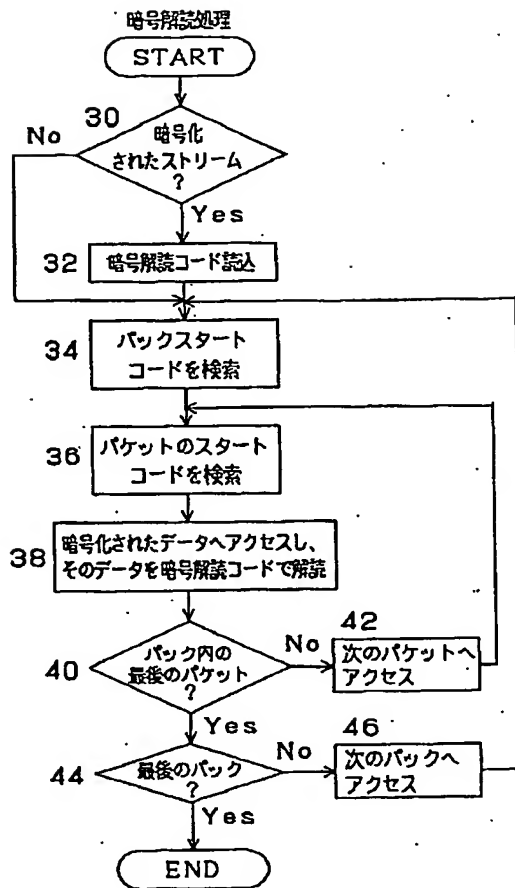 暗号解読処理
START
30
No
暗号化
されたストリーム
?
Yes
32
暗号解読コード読込
34
パックスタート
コードを検索
36
パケットのスタート
コードを検索
38
暗号化されたデータへアクセスし、
そのデータを暗号解読コードで解読
40
パック内の
最後のパケット
?
No
42
次のパケットへ
アクセス
Yes
44
最後のパック
?
No
46
次のパックへ
アクセス
Yes
END